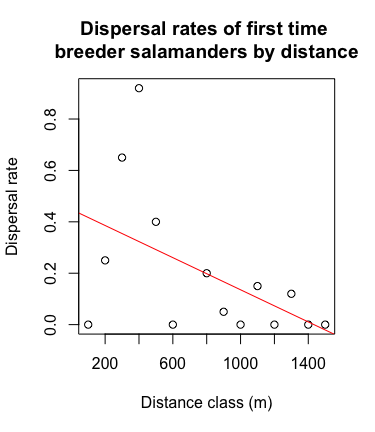 Dispersal rates of first time
breeder salamanders by distance
Dispersal rate
0.8
0.6
0.4
0.2
0.0
200
600
1000
1400
Distance class (m)